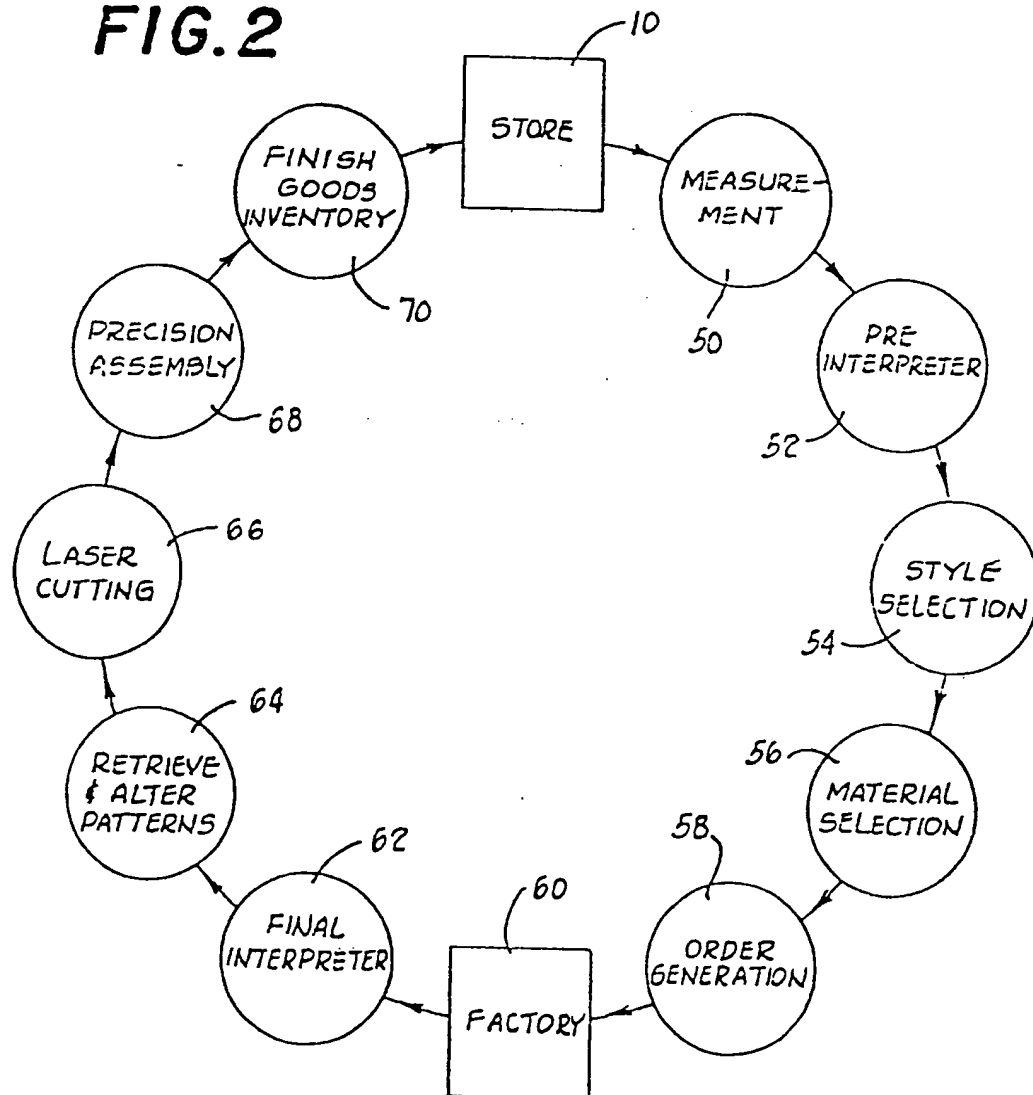 FIG. 2
10
STORE
MEASURE-
MENT
50
PRE
INTERPRETER
52
STYLE
SELECTION
54
56
MATERIAL
SELECTION
58
ORDER
GENERATION
60
FACTORY
62
FINAL
INTERPRETER
64
RETRIEVE
& ALTER
PATTERNS
66
LASER
CUTTING
PRECISION
ASSEMBLY
68
FINISH
GOODS
INVENTORY
70